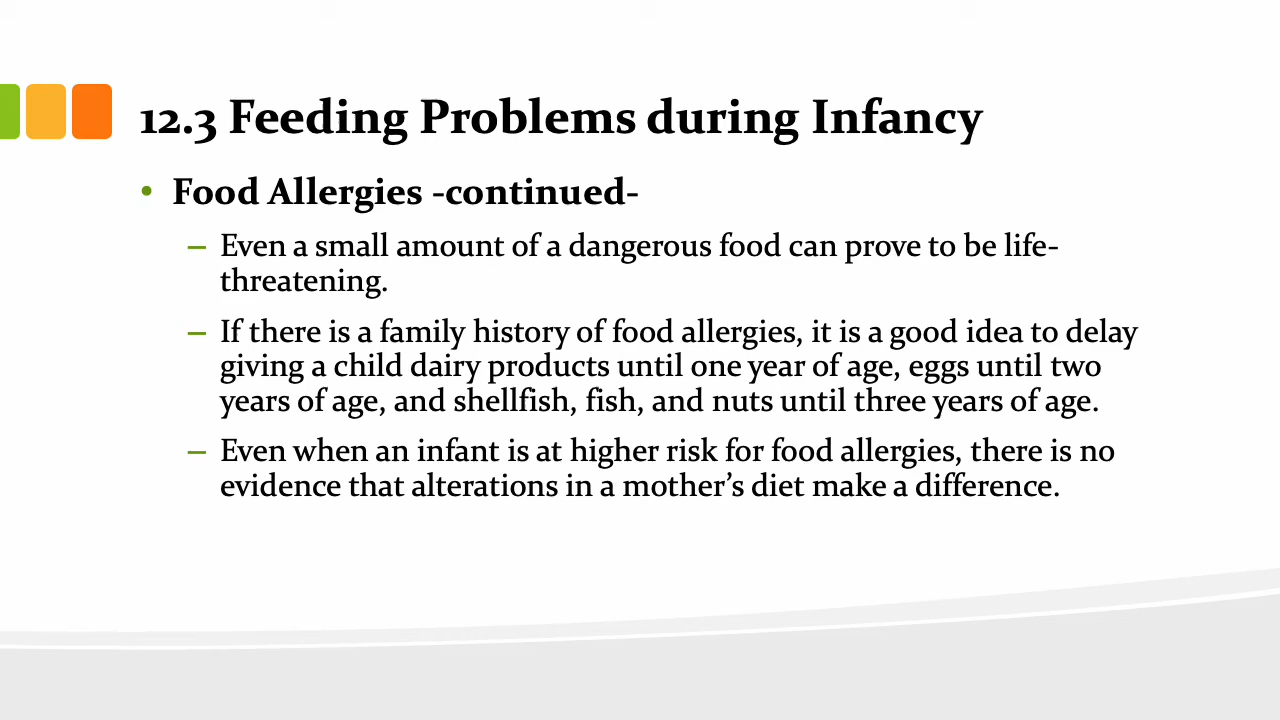 12.3 Feeding Problems during Infancy
• Food Allergies -continued-
– Even a small amount of a dangerous food can prove to be life-
threatening.
– If there is a family history of food allergies, it is a good idea to delay
giving a child dairy products until one year of age, eggs until two
years of age, and shellfish, fish, and nuts until three years of age.
– Even when an infant is at higher risk for food allergies, there is no
evidence that alterations in a mother’s diet make a difference.